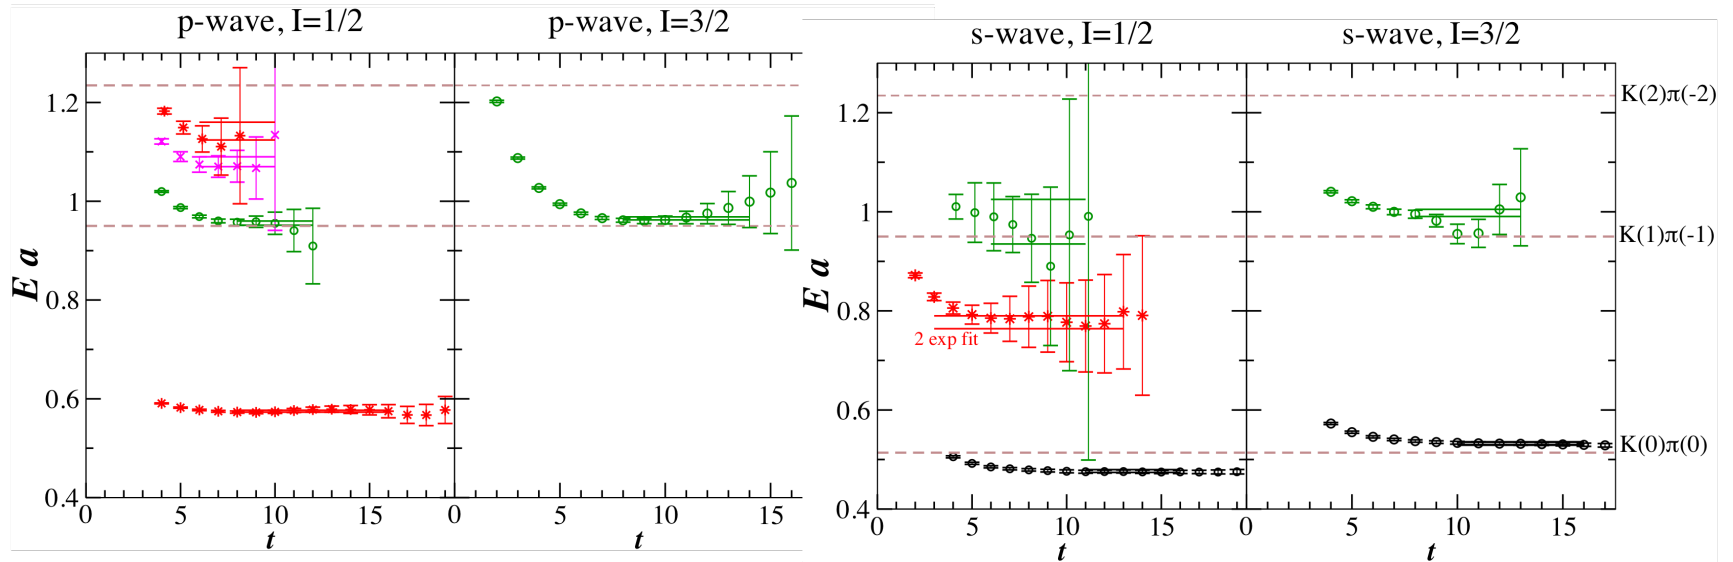 p-wave, I=1/2
p-wave, I=3/2
s-wave, I=1/2
s-wave, I=3/2
1.2
1
0.8
0.6
0.4
E a
0
5
10
15
0
5
10
15
t
t
1.2
1
0.8
0.6
0.4
E a
2 exp fit
K(2)π(-2)
K(1)π(-1)
K(0)π(0)
0
5
10
15
0
5
10
15
t
t